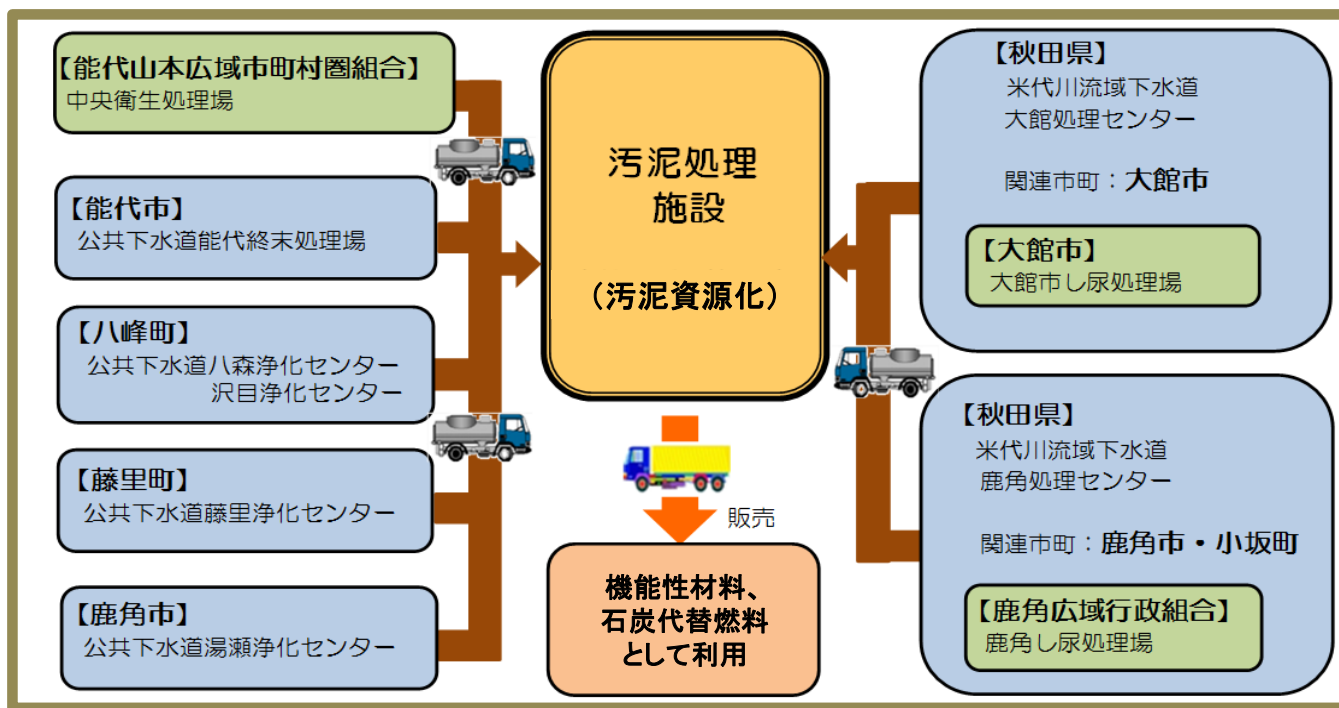 【能代山本広域市町村圏組合】
中央衛生処理場
【能代市】
公共下水道能代終末処理場
【八峰町】
公共下水道八森浄化センター
沢目浄化センター
【藤里町】
公共下水道藤里浄化センター
【鹿角市】
公共下水道湯瀬浄化センター
汚泥処理
施設
（汚泥資源化）
販売
機能性材料、
石炭代替燃料
として利用
【秋田県】
米代川流域下水道
大館処理センター
関連市町：大館市
【大館市】
大館市し尿処理場
【秋田県】
米代川流域下水道
鹿角処理センター
関連市町：鹿角市・小坂町
【鹿角広域行政組合】
鹿角し尿処理場